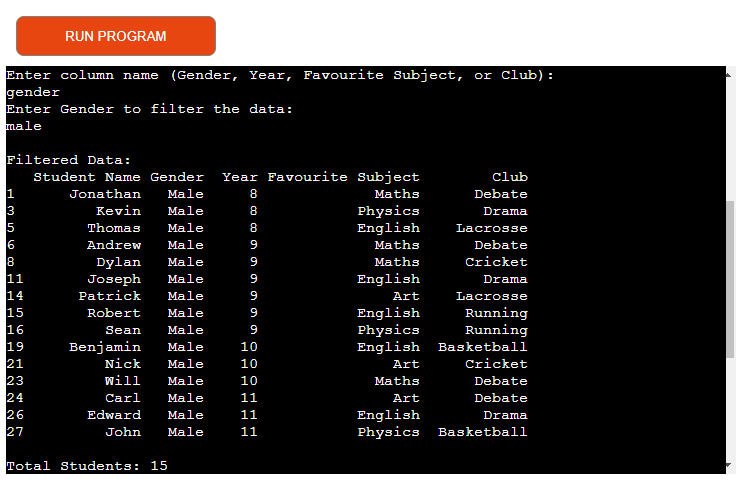 RUN PROGRAM
Enter column name (Gender, Year, Favourite Subject, or Club):
gender
Enter Gender to filter the data:
male
Filtered Data:
Student Name Gender Year Favourite Subject Club
1 Jonathan Male 8 Maths Debate
3 Kevin Male 8 Physics Drama
5 Thomas Male 8 English Lacrosse
6 Andrew Male 9 Maths Debate
8 Dylan Male 9 Maths Cricket
11 Joseph Male 9 English Drama
14 Patrick Male 9 Art Lacrosse
15 Robert Male 9 English Running
16 Sean Male 9 Physics Running
19 Benjamin Male 10 English Basketball
21 Nick Male 10 Art Cricket
23 Will Male 10 Maths Debate
24 Carl Male 11 Art Debate
26 Edward Male 11 English Drama
27 John Male 11 Physics Basketball
Total Students: 15